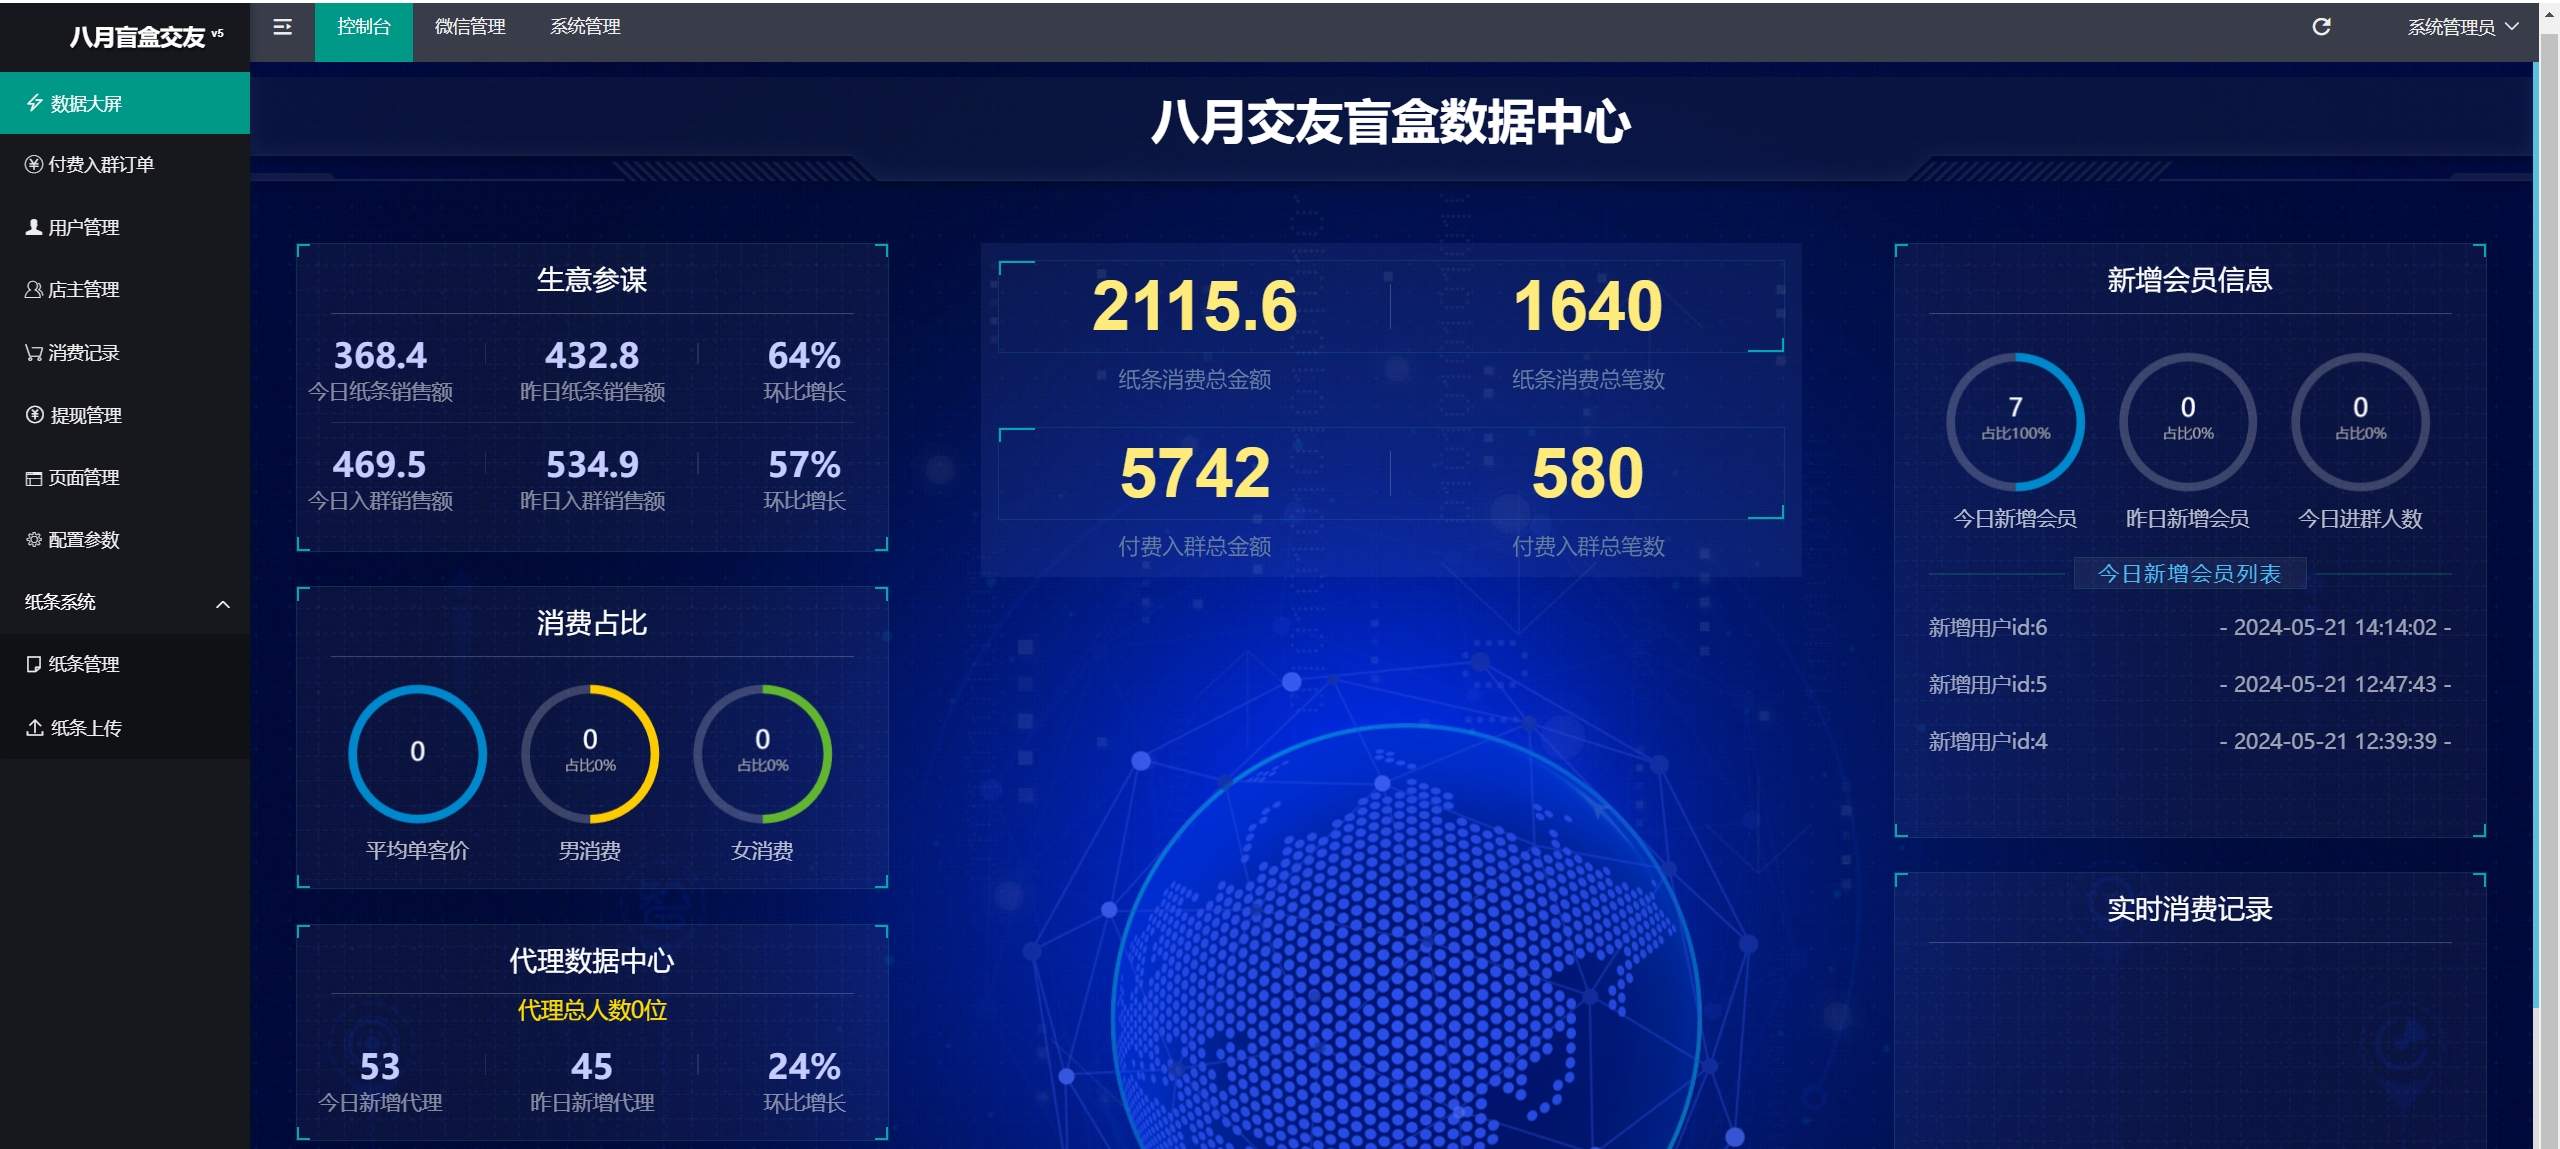 八月盲盒交友 v5
控制台
微信管理
系统管理
系统管理员
数据大屏
付费入群订单
用户管理
店主管理
消费记录
提现管理
页面管理
配置参数
纸条系统
纸条管理
纸条上传
八月交友盲盒数据中心
生意参谋
368.4 432.8 64%
今日纸条销售额 昨日纸条销售额 环比增长
469.5 534.9 57%
今日入群销售额 昨日入群销售额 环比增长
消费占比
0 0 0
占比0% 占比0%
平均单客价 男消费 女消费
代理数据中心
代理总人数0位
53 45 24%
今日新增代理 昨日新增代理 环比增长
2115.6 1640
纸条消费总金额 纸条消费总笔数
5742 580
付费入群总金额 付费入群总笔数
新增会员信息
7 0 0
占比100% 占比0% 占比0%
今日新增会员 昨日新增会员 今日进群人数
今日新增会员列表
新增用户id:6 - 2024-05-21 14:14:02 -
新增用户id:5 - 2024-05-21 12:47:43 -
新增用户id:4 - 2024-05-21 12:39:39 -
实时消费记录